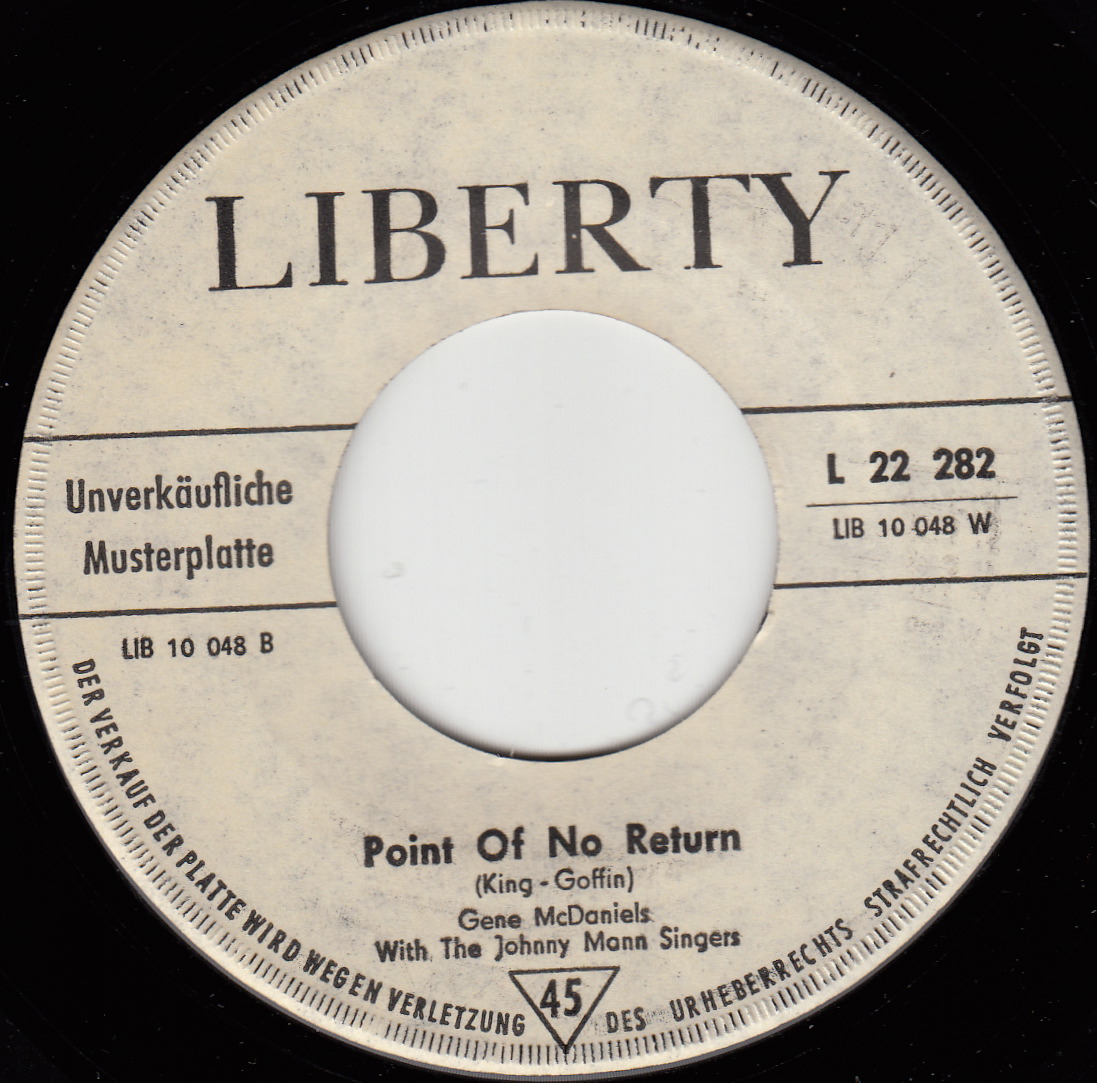 LIBERTY
Unverkäufliche
Musterplatte
L 22 282
LIB 10 048 W
LIB 10 048 B
Point Of No Return
(King - Goffin)
Gene McDaniels
With The Johnny Mann Singers
45
DER VERKAUF DER PLATTE WIRD WEGEN VERLETZUNG DES URHEBERRECHTS STRAFRECHTLICH VERFOLGT